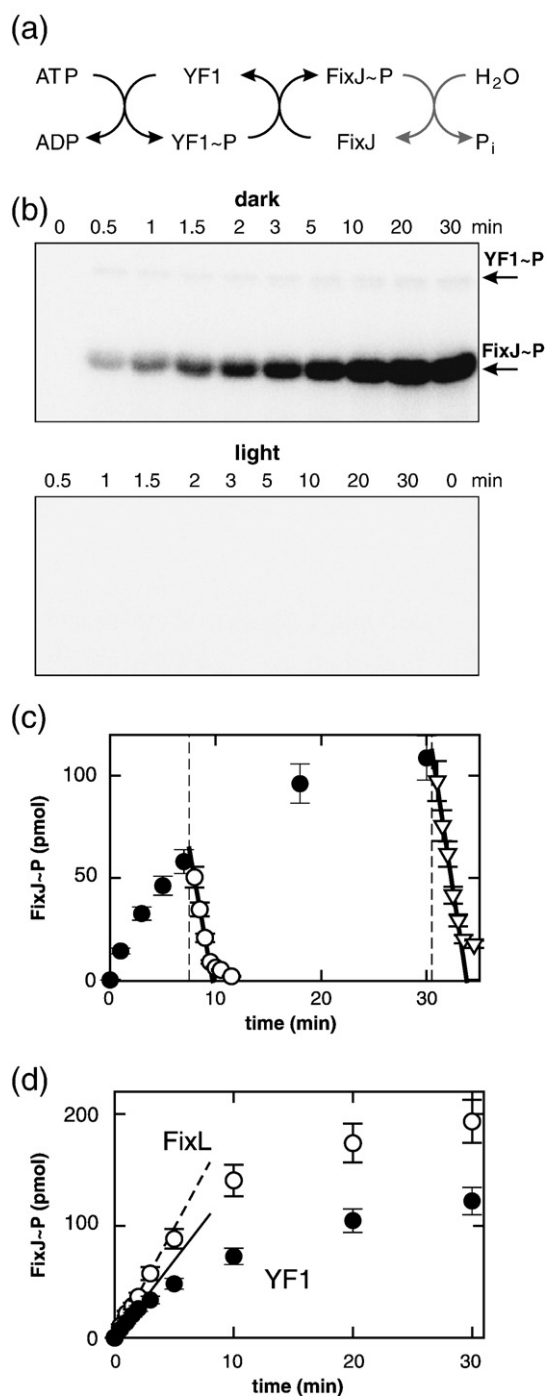 (a)
ATP YF1 FixJ~P H₂O
ADP YF1~P FixJ Pᵢ
(b)
dark
0 0.5 1 1.5 2 3 5 10 20 30 min
YF1~P
FixJ~P
light
0.5 1 1.5 2 3 5 10 20 30 0 min
(c)
100
50
0
FixJ~P (pmol)
0 10 20 30
time (min)
(d)
200
100
0
FixJ~P (pmol)
FixL
YF1
0 10 20 30
time (min)